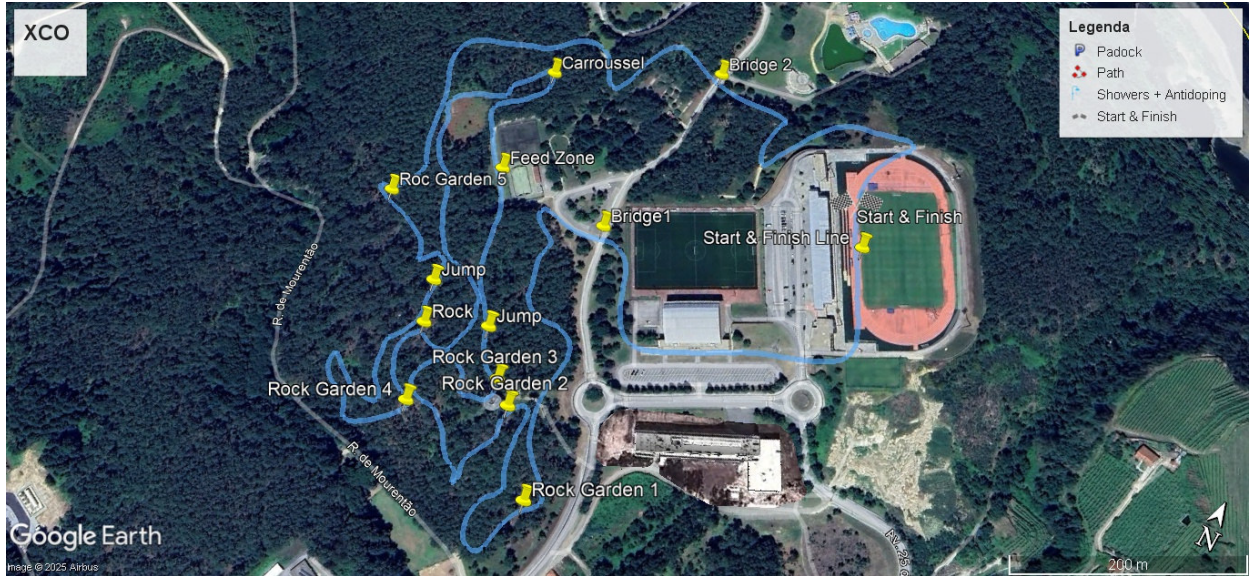 XCO
Legenda
Padock
Path
Showers + Antidoping
Start & Finish
Carroussel
Bridge 2
Feed Zone
Roc Garden 5
Bridge1
Start & Finish
Start & Finish Line
Jump
Rock
Jump
Rock Garden 3
Rock Garden 2
Rock Garden 4
Rock Garden 1
R. de Mourentão
R. de Mourentão
N
200 m
Google Earth
Image © 2025 Airbus